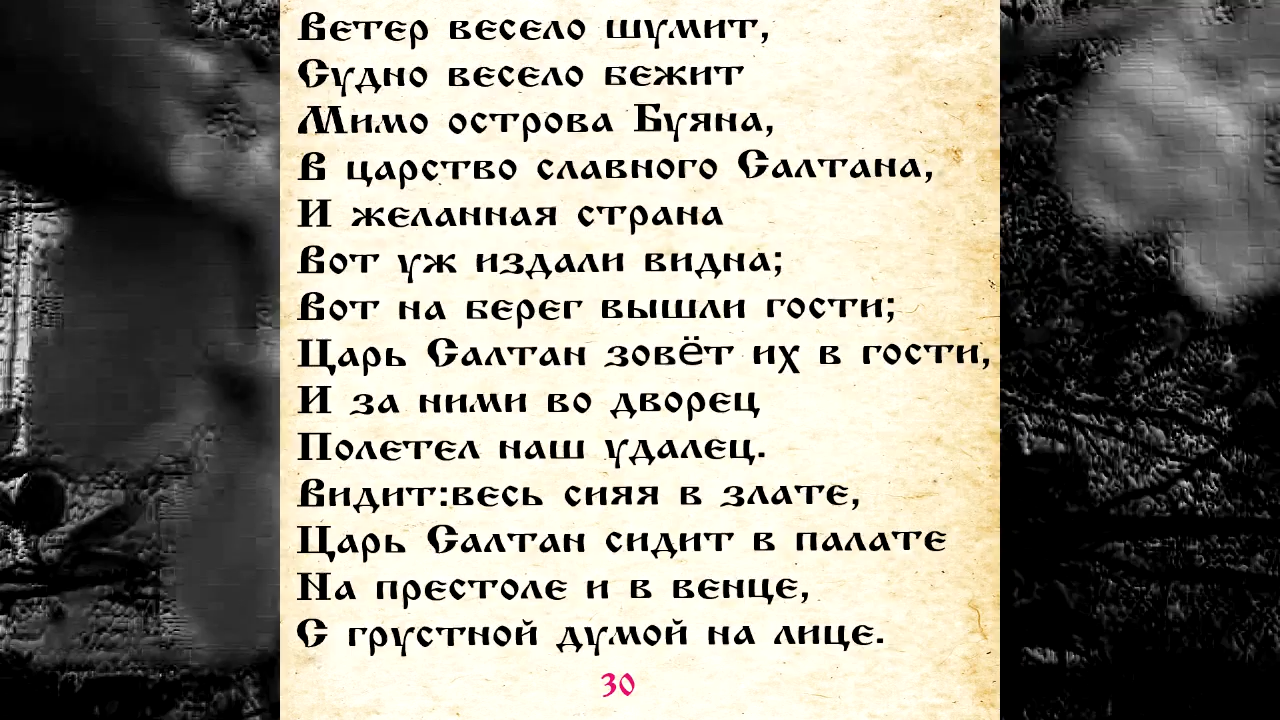 Ветер весело шумит,
Судно весело бежит
Мимо острова Буяна,
В царство славного Салтана,
И желанная страна
Вот уж издали видна;
Вот на берег вышли гости;
Царь Салтан зовёт их в гости,
И за ними во дворец
Полетел наш удалец.
Видит:весь сияя в злате,
Царь Салтан сидит в палате
На престоле и в венце,
С грустной думой на лице.
30